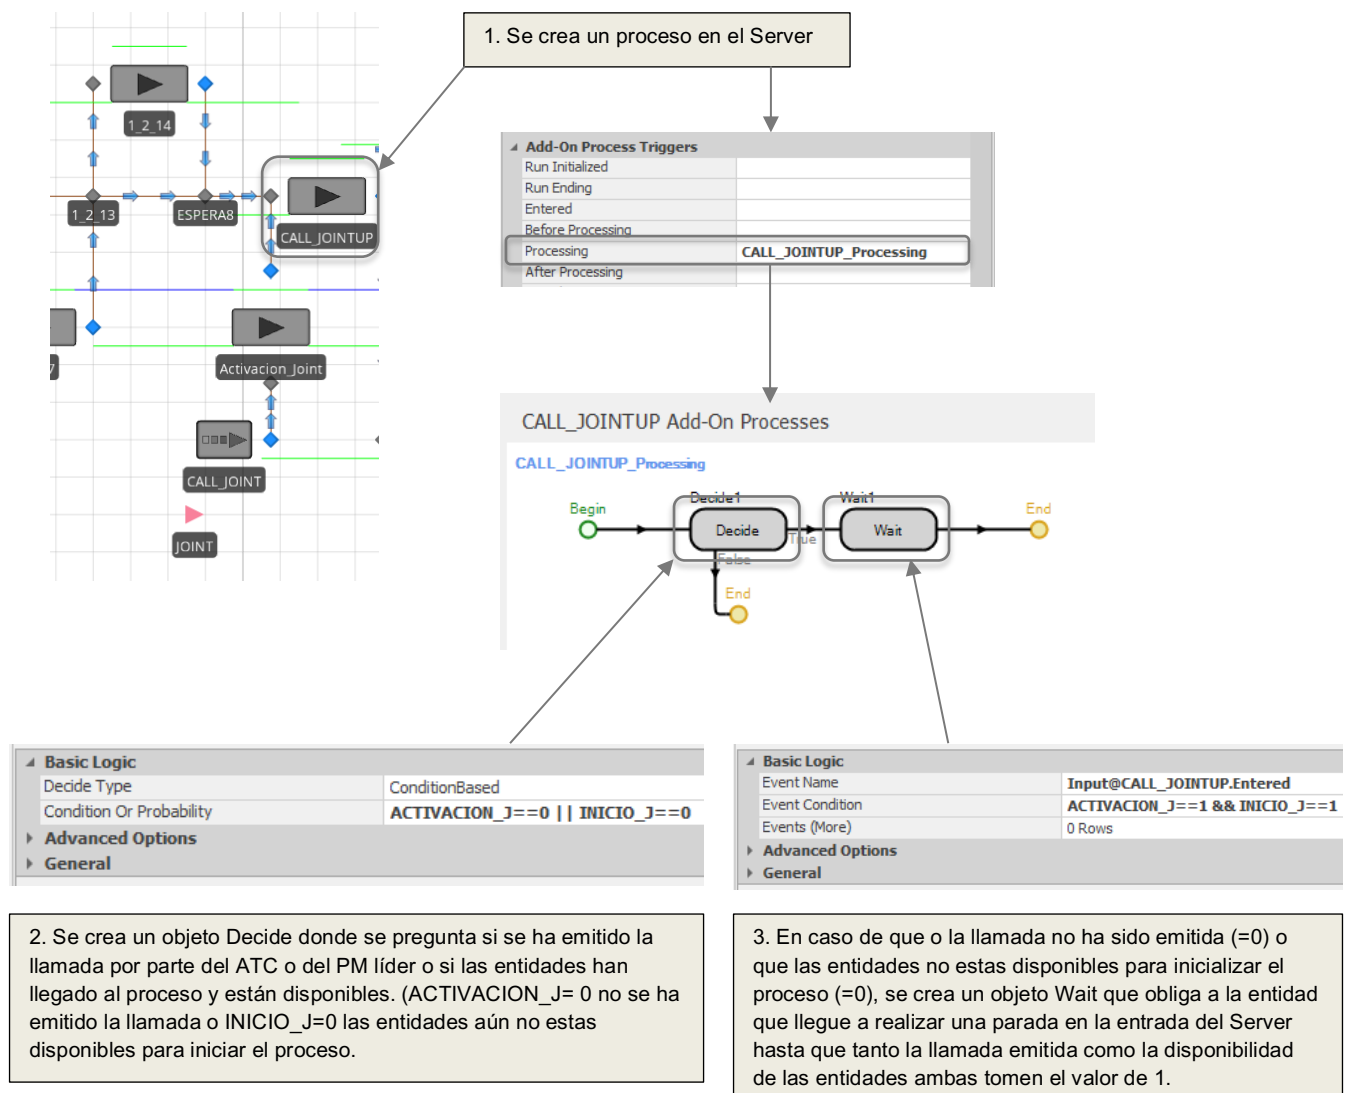 1. Se crea un proceso en el Server
1_2_14
1_2_13
ESPERA8
CALL_JOINTUP
7
Activacion_Joint
CALL_JOINT
JOINT
Add-On Process Triggers
Run Initialized
Run Ending
Entered
Before Processing
Processing CALL_JOINTUP_Processing
After Processing
CALL_JOINTUP Add-On Processes
CALL_JOINTUP_Processing
Begin
Decide1
Decide
True
False
End
Wait1
Wait
End
Basic Logic
Decide Type ConditionBased
Condition Or Probability ACTIVACION_J==0 || INICIO_J==0
Advanced Options
General
Basic Logic
Event Name Input@CALL_JOINTUP.Entered
Event Condition ACTIVACION_J==1 && INICIO_J==1
Events (More) 0 Rows
Advanced Options
General
2. Se crea un objeto Decide donde se pregunta si se ha emitido la
llamada por parte del ATC o del PM líder o si las entidades han
llegado al proceso y están disponibles. (ACTIVACION_J= 0 no se ha
emitido la llamada o INICIO_J=0 las entidades aún no estas
disponibles para iniciar el proceso.
3. En caso de que o la llamada no ha sido emitida (=0) o
que las entidades no estas disponibles para inicializar el
proceso (=0), se crea un objeto Wait que obliga a la entidad
que llegue a realizar una parada en la entrada del Server
hasta que tanto la llamada emitida como la disponibilidad
de las entidades ambas tomen el valor de 1.